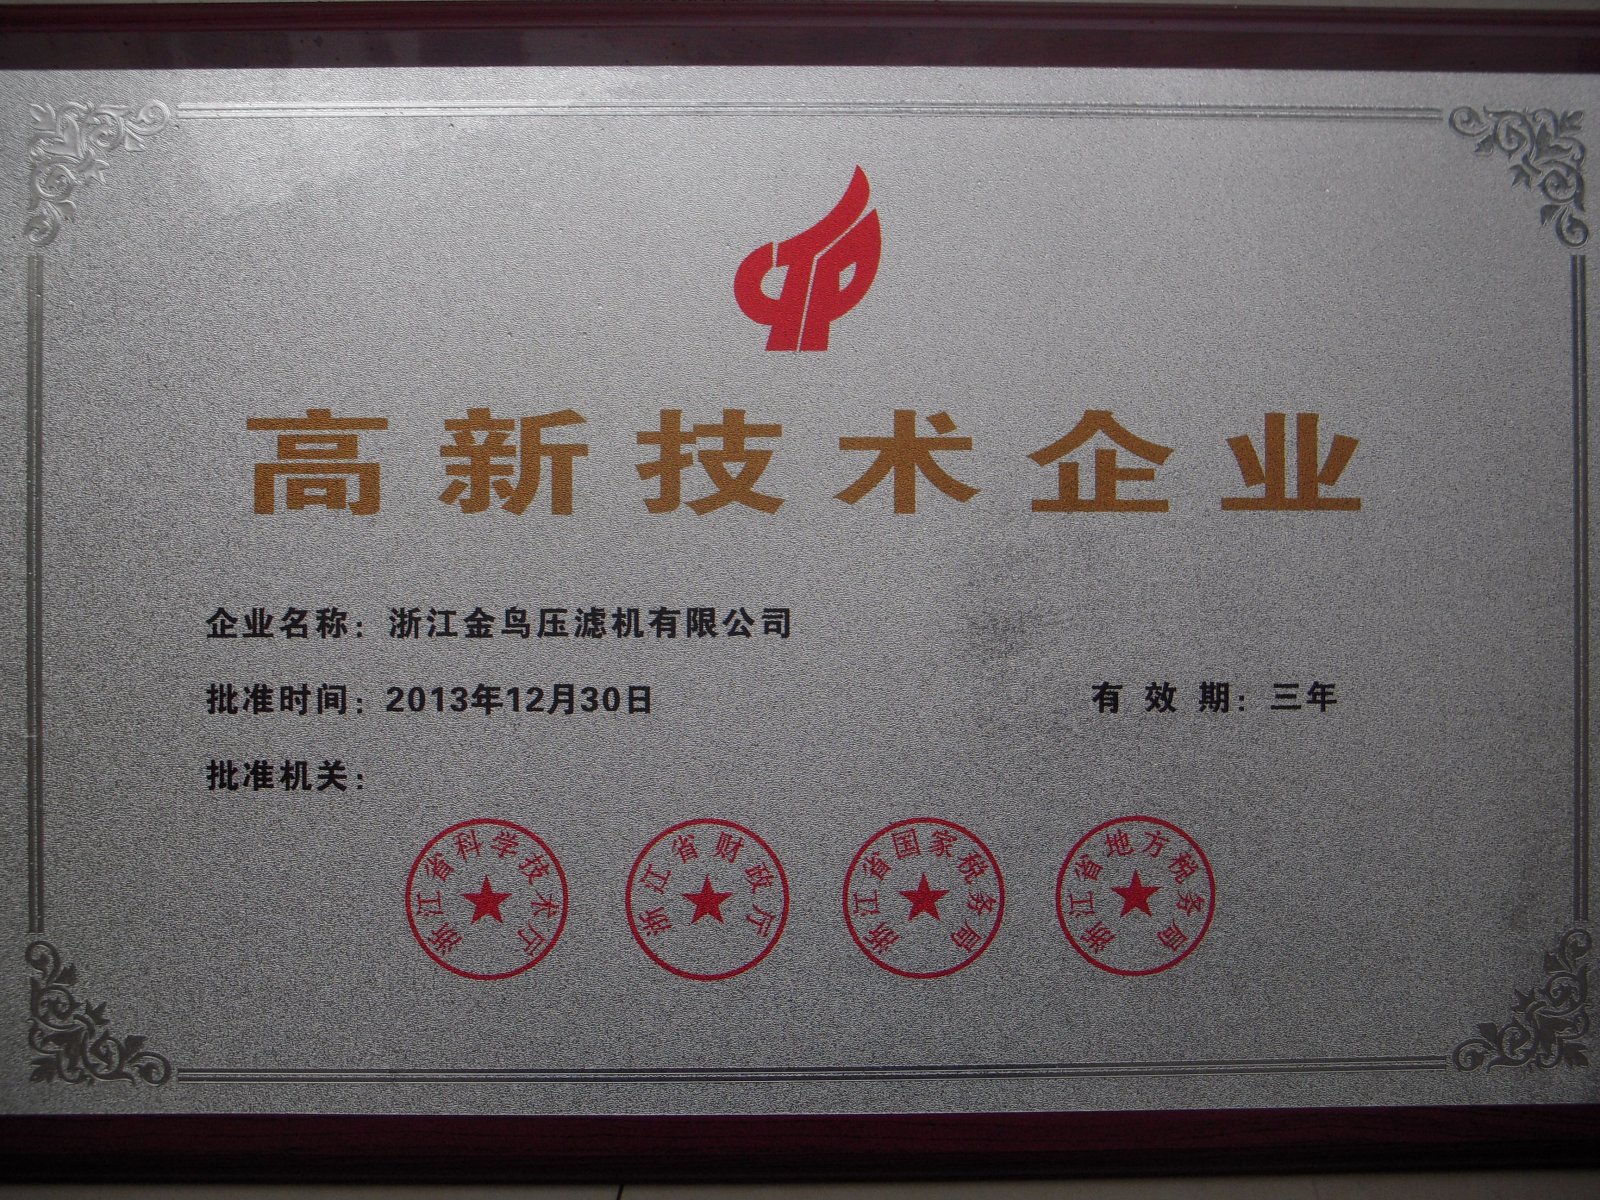 高新技术企业
企业名称：浙江金鸟压滤机有限公司
批准时间：2013年12月30日 有效期：三年
批准机关：
浙江省科学技术厅
浙江省财政厅
浙江省国家税务局
浙江省地方税务局